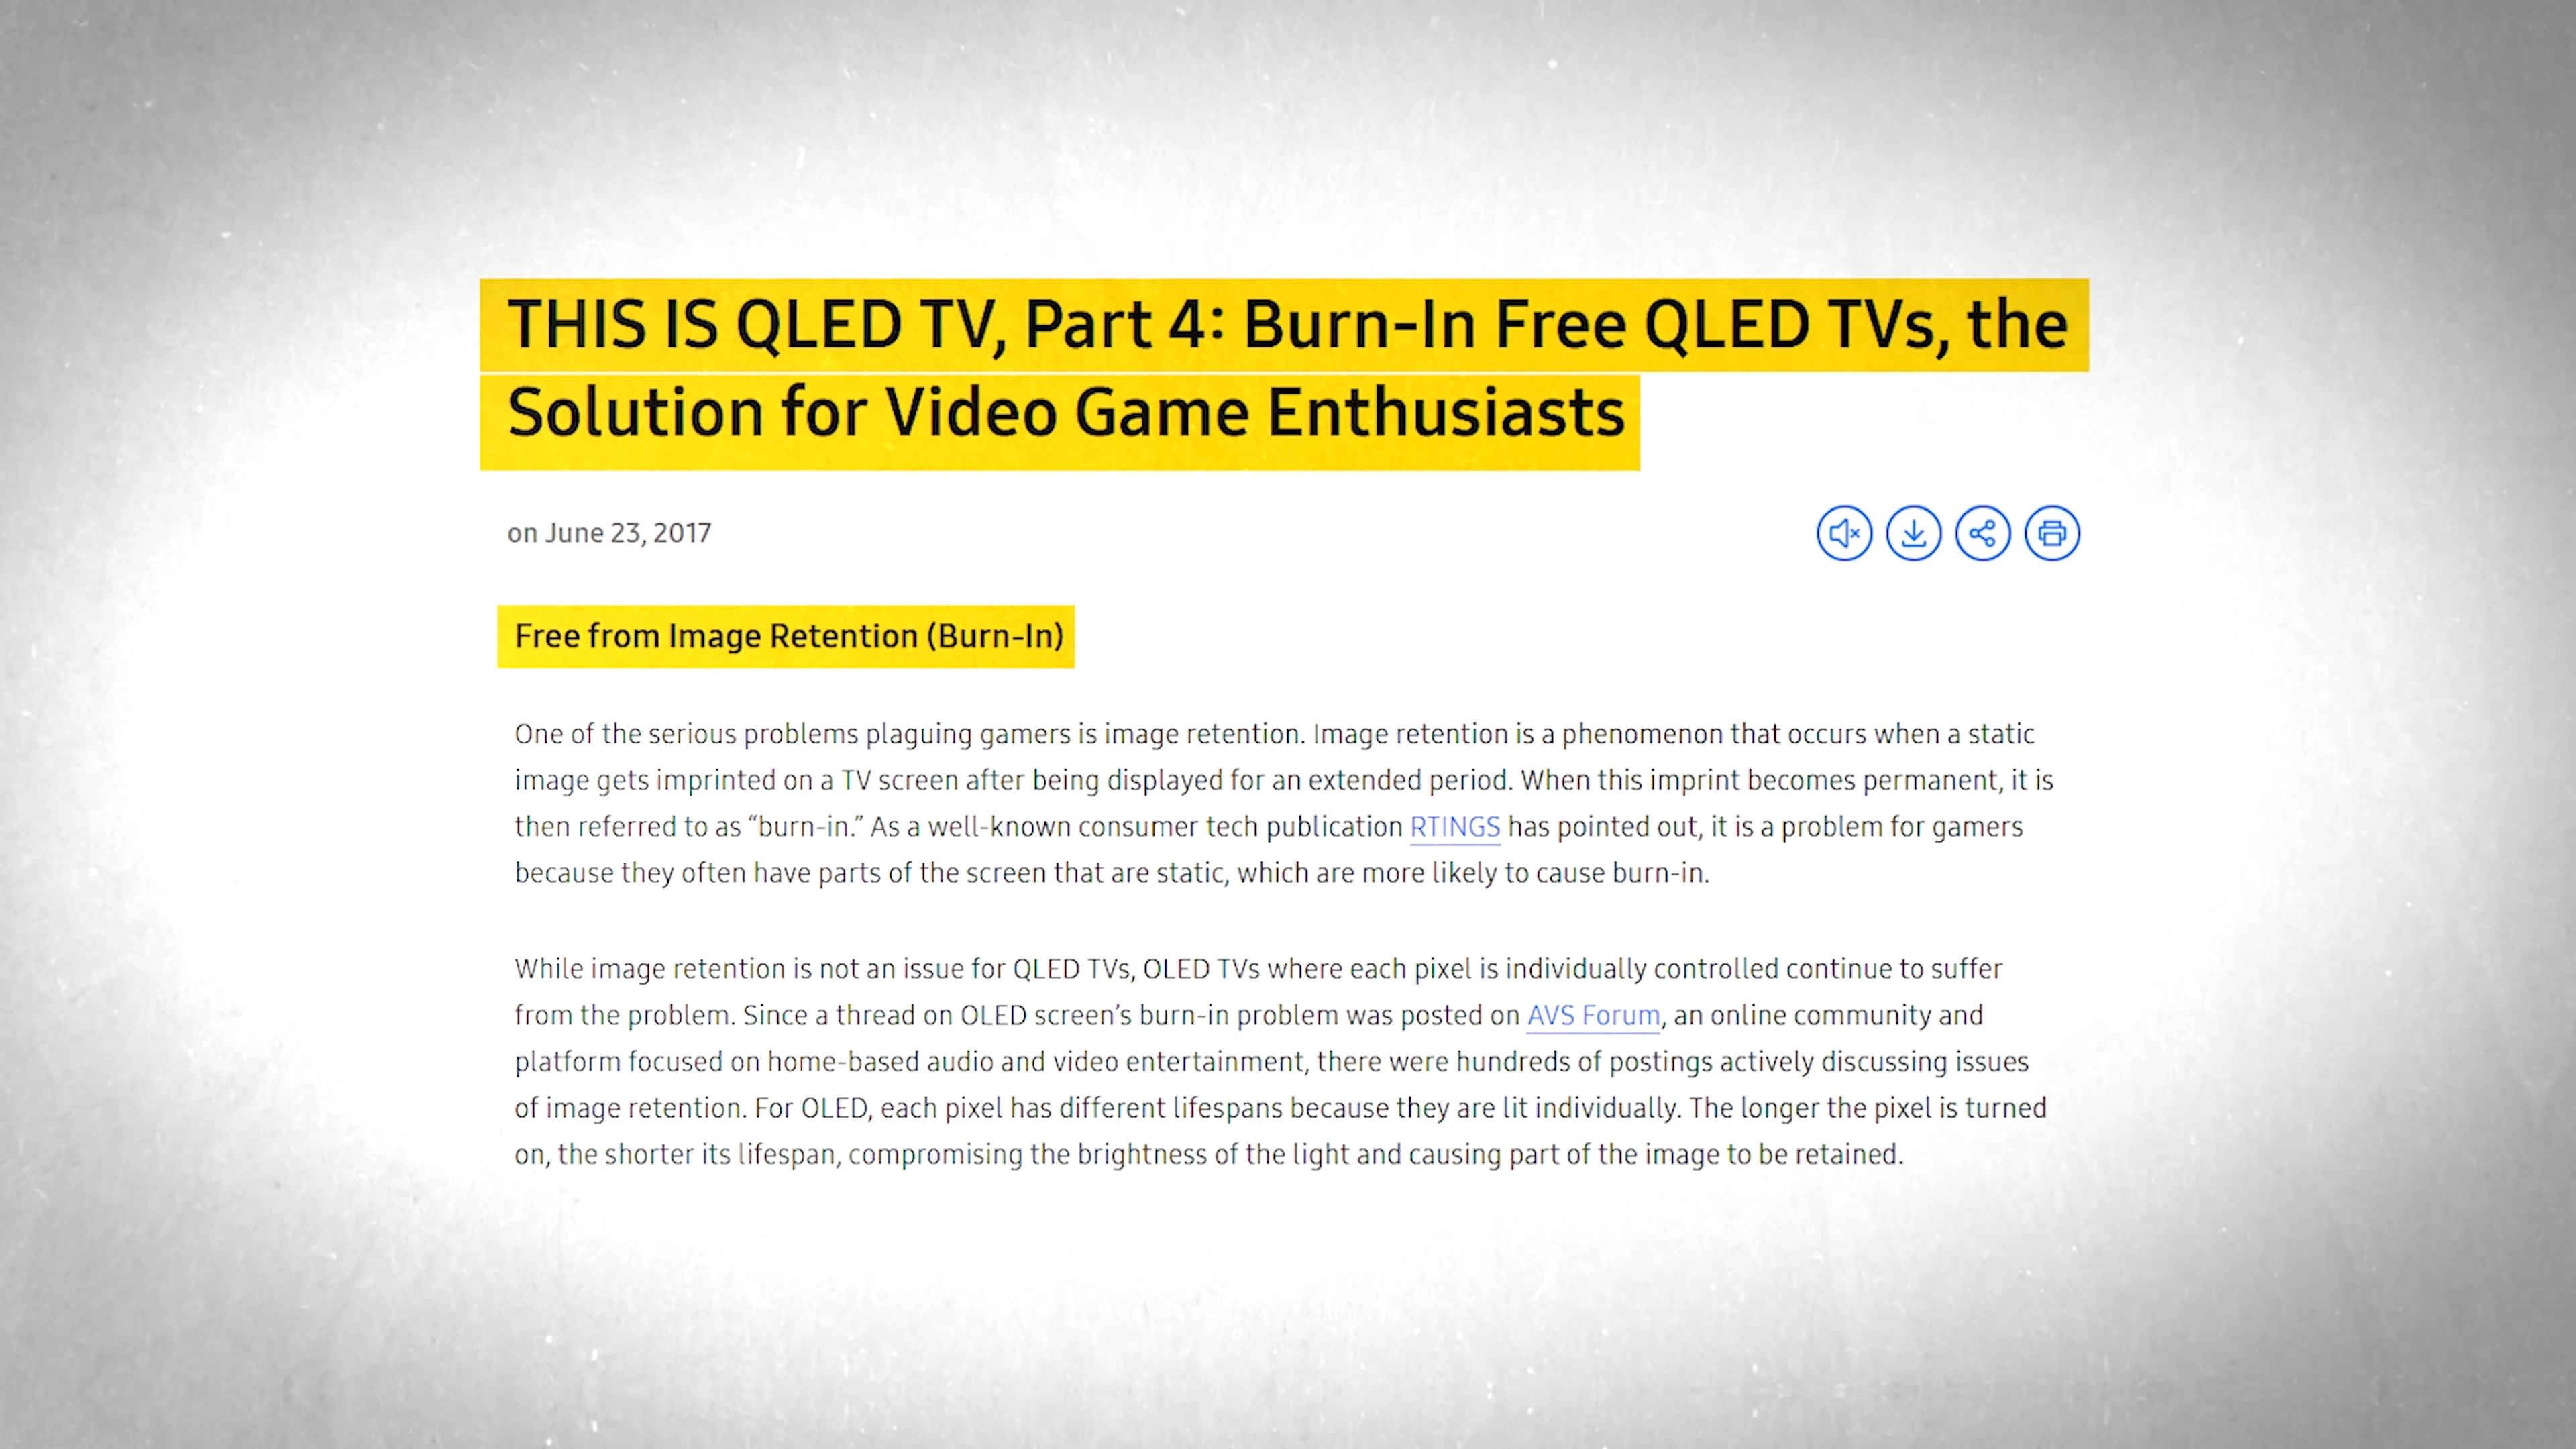 THIS IS QLED TV, Part 4: Burn-In Free QLED TVs, the
Solution for Video Game Enthusiasts
on June 23, 2017
Free from Image Retention (Burn-In)
One of the serious problems plaguing gamers is image retention. Image retention is a phenomenon that occurs when a static
image gets imprinted on a TV screen after being displayed for an extended period. When this imprint becomes permanent, it is
then referred to as “burn-in.” As a well-known consumer tech publication RTINGS has pointed out, it is a problem for gamers
because they often have parts of the screen that are static, which are more likely to cause burn-in.
While image retention is not an issue for QLED TVs, OLED TVs where each pixel is individually controlled continue to suffer
from the problem. Since a thread on OLED screen’s burn-in problem was posted on AVS Forum, an online community and
platform focused on home-based audio and video entertainment, there were hundreds of postings actively discussing issues
of image retention. For OLED, each pixel has different lifespans because they are lit individually. The longer the pixel is turned
on, the shorter its lifespan, compromising the brightness of the light and causing part of the image to be retained.